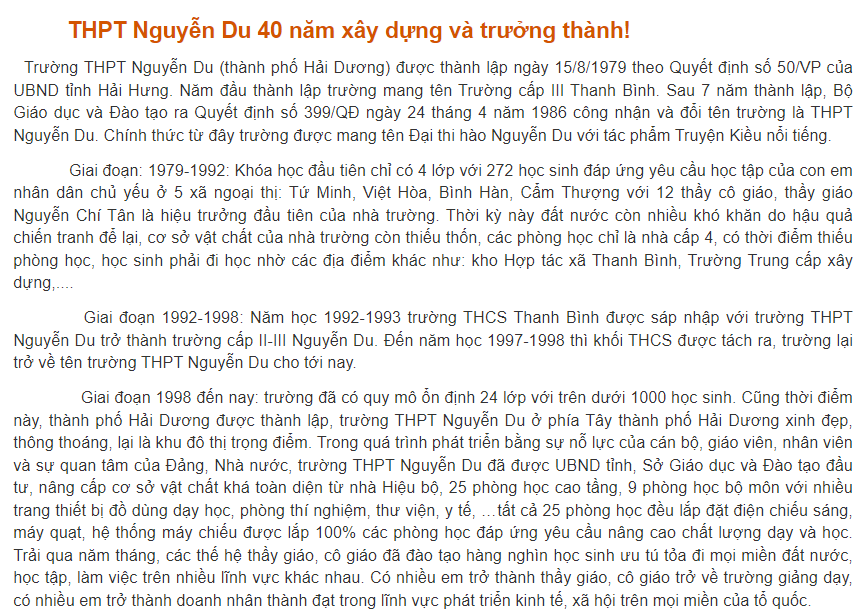 THPT Nguyễn Du 40 năm xây dựng và trưởng thành!
Trường THPT Nguyễn Du (thành phố Hải Dương) được thành lập ngày 15/8/1979 theo Quyết định số 50/VP của
UBND tỉnh Hải Hưng. Năm đầu thành lập trường mang tên Trường cấp III Thanh Bình. Sau 7 năm thành lập, Bộ
Giáo dục và Đào tạo ra Quyết định số 399/QĐ ngày 24 tháng 4 năm 1986 công nhận và đổi tên trường là THPT
Nguyễn Du. Chính thức từ đây trường được mang tên Đại thi hào Nguyễn Du với tác phẩm Truyện Kiều nổi tiếng.
Giai đoạn: 1979-1992: Khóa học đầu tiên chỉ có 4 lớp với 272 học sinh đáp ứng yêu cầu học tập của con em
nhân dân chủ yếu ở 5 xã ngoại thị: Tứ Minh, Việt Hòa, Bình Hàn, Cẩm Thượng với 12 thầy cô giáo, thầy giáo
Nguyễn Chí Tân là hiệu trưởng đầu tiên của nhà trường. Thời kỳ này đất nước còn nhiều khó khăn do hậu quả
chiến tranh để lại, cơ sở vật chất của nhà trường còn thiếu thốn, các phòng học chỉ là nhà cấp 4, có thời điểm thiếu
phòng học, học sinh phải đi học nhờ các địa điểm khác như: kho Hợp tác xã Thanh Bình, Trường Trung cấp xây
dựng,....
Giai đoạn 1992-1998: Năm học 1992-1993 trường THCS Thanh Bình được sáp nhập với trường THPT
Nguyễn Du trở thành trường cấp II-III Nguyễn Du. Đến năm học 1997-1998 thì khối THCS được tách ra, trường lại
trở về tên trường THPT Nguyễn Du cho tới nay.
Giai đoạn 1998 đến nay: trường đã có quy mô ổn định 24 lớp với trên dưới 1000 học sinh. Cũng thời điểm
này, thành phố Hải Dương được thành lập, trường THPT Nguyễn Du ở phía Tây thành phố Hải Dương xinh đẹp,
thông thoáng, lại là khu đô thị trọng điểm. Trong quá trình phát triển bằng sự nỗ lực của cán bộ, giáo viên, nhân viên
và sự quan tâm của Đảng, Nhà nước, trường THPT Nguyễn Du đã được UBND tỉnh, Sở Giáo dục và Đào tạo đầu
tư, nâng cấp cơ sở vật chất khá toàn diện từ nhà Hiệu bộ, 25 phòng học cao tầng, 9 phòng học bộ môn với nhiều
trang thiết bị đồ dùng dạy học, phòng thí nghiệm, thư viện, y tế, …tất cả 25 phòng học đều lắp đặt điện chiếu sáng,
máy quạt, hệ thống máy chiếu được lắp 100% các phòng học đáp ứng yêu cầu nâng cao chất lượng dạy và học.
Trải qua năm tháng, các thế hệ thầy giáo, cô giáo đã đào tạo hàng nghìn học sinh ưu tú tỏa đi mọi miền đất nước,
học tập, làm việc trên nhiều lĩnh vực khác nhau. Có nhiều em trở thành thầy giáo, cô giáo trở về trường giảng dạy,
có nhiều em trở thành doanh nhân thành đạt trong lĩnh vực phát triển kinh tế, xã hội trên mọi miền của tổ quốc.